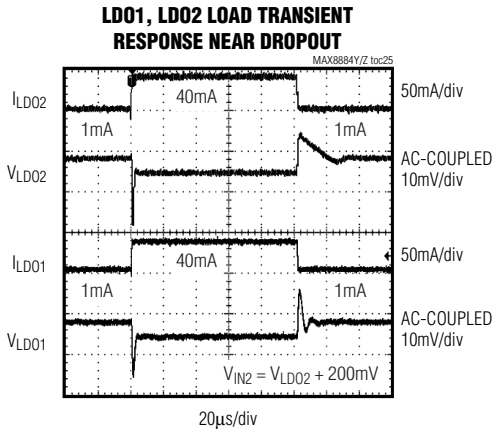 LDO1, LDO2 LOAD TRANSIENT
RESPONSE NEAR DROPOUT
MAX8884Y/Z toc25
ILDO2
40mA
50mA/div
1mA
1mA
VLDO2
AC-COUPLED
10mV/div
ILDO1
40mA
50mA/div
1mA
1mA
VLDO1
AC-COUPLED
10mV/div
VIN2 = VLDO2 + 200mV
20µs/div